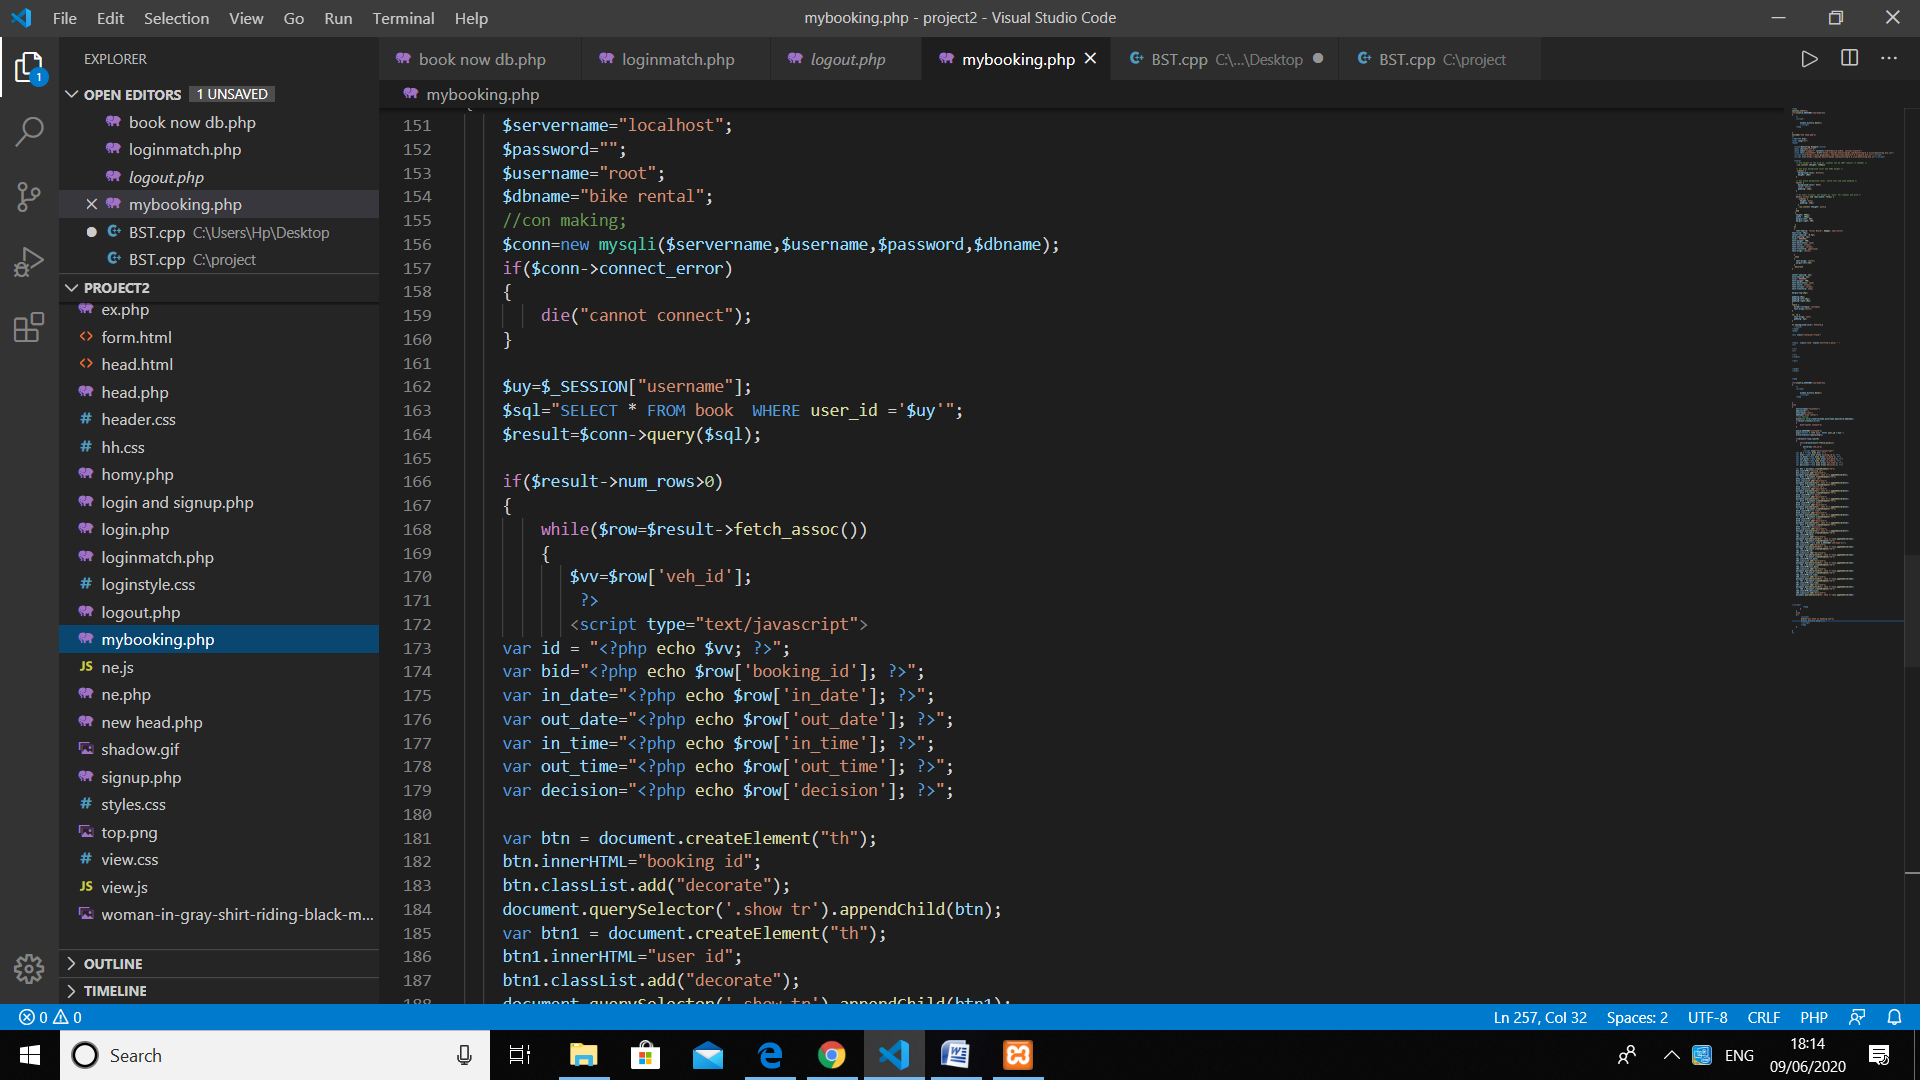 File Edit Selection View Go Run Terminal Help
mybooking.php - project2 - Visual Studio Code
EXPLORER
book now db.php
loginmatch.php
logout.php
mybooking.php
BST.cpp C:\...\Desktop
BST.cpp C:\project
mybooking.php
1
OPEN EDITORS 1 UNSAVED
book now db.php
loginmatch.php
logout.php
mybooking.php
BST.cpp C:\Users\Hp\Desktop
BST.cpp C:\project
PROJECT2
ex.php
form.html
head.html
head.php
header.css
hh.css
homy.php
login and signup.php
login.php
loginmatch.php
loginstyle.css
logout.php
mybooking.php
JS ne.js
ne.php
new head.php
shadow.gif
signup.php
styles.css
top.png
view.css
JS view.js
woman-in-gray-shirt-riding-black-m...
OUTLINE
TIMELINE
151 $servername="localhost";
152 $password="";
153 $username="root";
154 $dbname="bike rental";
155 //con making;
156 $conn=new mysqli($servername,$username,$password,$dbname);
157 if($conn->connect_error)
158 {
159 die("cannot connect");
160 }
161
162 $uy=$_SESSION["username"];
163 $sql="SELECT * FROM book  WHERE user_id ='$uy'";
164 $result=$conn->query($sql);
165
166 if($result->num_rows>0)
167 {
168 while($row=$result->fetch_assoc())
169 {
170 $vv=$row['veh_id'];
171 ?>
172 <script type="text/javascript">
173 var id = "<?php echo $vv; ?>";
174 var bid="<?php echo $row['booking_id']; ?>";
175 var in_date="<?php echo $row['in_date']; ?>";
176 var out_date="<?php echo $row['out_date']; ?>";
177 var in_time="<?php echo $row['in_time']; ?>";
178 var out_time="<?php echo $row['out_time']; ?>";
179 var decision="<?php echo $row['decision']; ?>";
180
181 var btn = document.createElement("th");
182 btn.innerHTML="booking id";
183 btn.classList.add("decorate");
184 document.querySelector('.show tr').appendChild(btn);
185 var btn1 = document.createElement("th");
186 btn1.innerHTML="user id";
187 btn1.classList.add("decorate");
188 document.querySelector('.show tr').appendChild(btn1);
0 0
Ln 257, Col 32 Spaces: 2 UTF-8 CRLF PHP
Search
ENG
18:14
09/06/2020